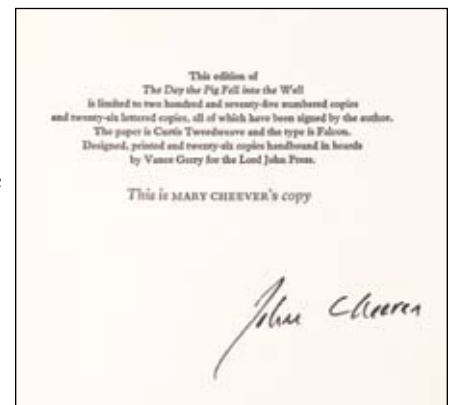 This edition of
The Day the Pig Fell into the Well
is limited to two hundred and seventy-five numbered copies
and twenty-six lettered copies, all of which have been signed by the author.
The paper is Curtis Tweedweave and the type is Falcon.
Designed, printed and twenty-six copies handbound in boards
by Vance Gerry for the Lord John Press.
This is MARY CHEEVER's copy
John Cheever